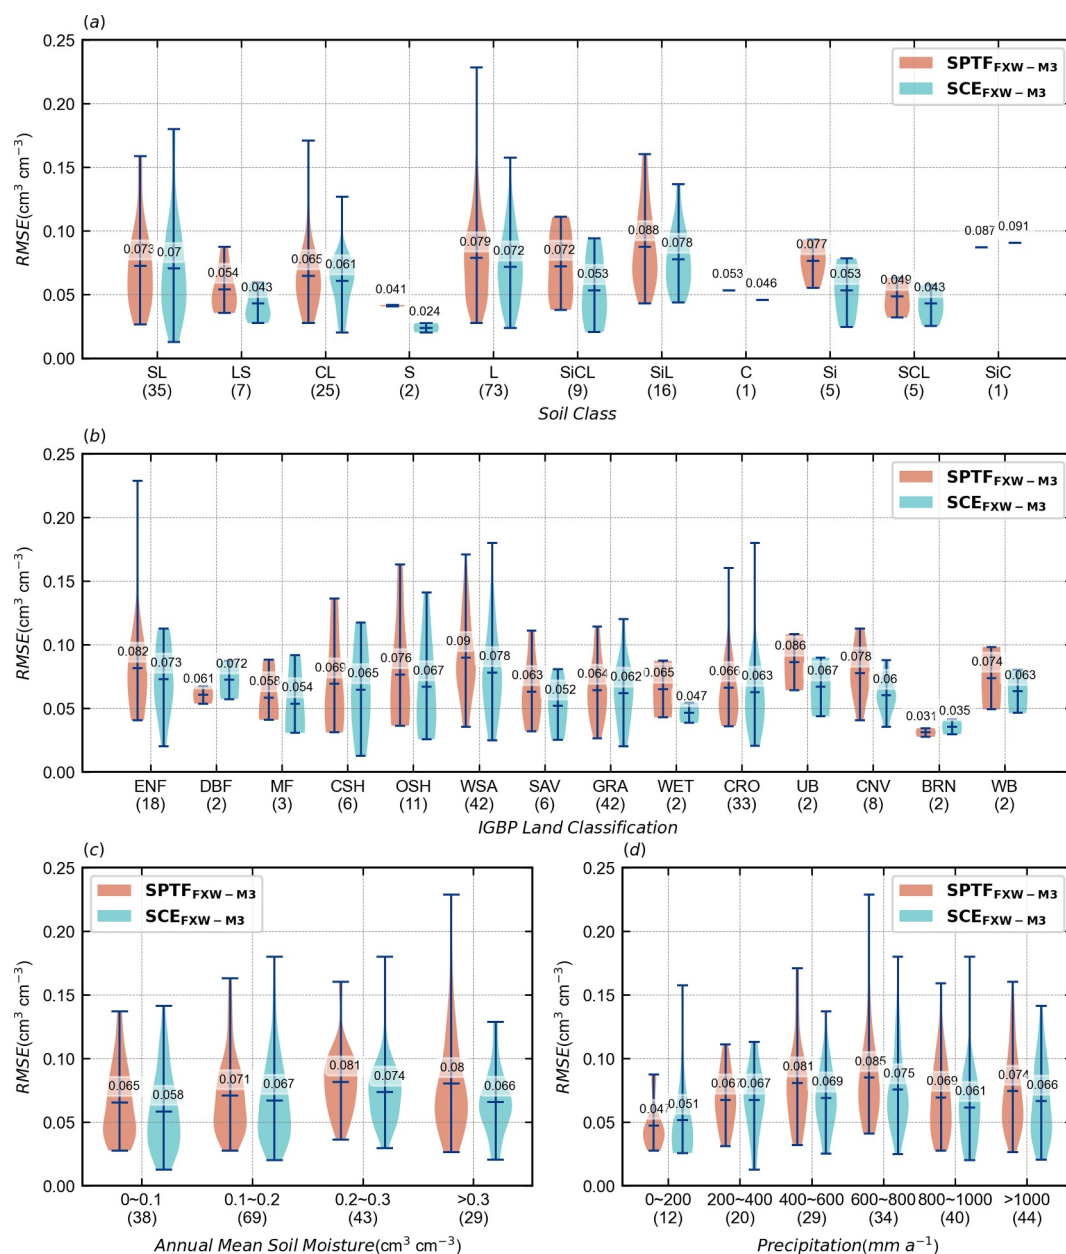 (a)
0.25
0.20
0.15
0.10
0.05
0.00
RMSE(cm³ cm⁻³)
SPTF_FXW−M3
SCE_FXW−M3
0.073 0.07 0.054 0.043 0.065 0.061 0.041 0.024 0.079 0.072 0.072 0.053 0.088 0.078 0.053 0.046 0.077 0.053 0.049 0.043 0.087 0.091
SL LS CL S L SiCL SiL C Si SCL SiC
(35) (7) (25) (2) (73) (9) (16) (1) (5) (5) (1)
Soil Class
(b)
0.25
0.20
0.15
0.10
0.05
0.00
RMSE(cm³ cm⁻³)
SPTF_FXW−M3
SCE_FXW−M3
0.082 0.073 0.061 0.072 0.058 0.054 0.069 0.065 0.076 0.067 0.09 0.078 0.063 0.052 0.064 0.062 0.065 0.047 0.066 0.063 0.086 0.067 0.078 0.06 0.031 0.035 0.074 0.063
ENF DBF MF CSH OSH WSA SAV GRA WET CRO UB CNV BRN WB
(18) (2) (3) (6) (11) (42) (6) (42) (2) (33) (2) (8) (2) (2)
IGBP Land Classification
(c)
0.25
0.20
0.15
0.10
0.05
0.00
RMSE(cm³ cm⁻³)
SPTF_FXW−M3
SCE_FXW−M3
0.065 0.058 0.071 0.067 0.081 0.074 0.08 0.066
0~0.1 0.1~0.2 0.2~0.3 >0.3
(38) (69) (43) (29)
Annual Mean Soil Moisture(cm³ cm⁻³)
(d)
0.25
0.20
0.15
0.10
0.05
0.00
RMSE(cm³ cm⁻³)
SPTF_FXW−M3
SCE_FXW−M3
0.047 0.051 0.067 0.067 0.081 0.069 0.085 0.075 0.069 0.061 0.074 0.066
0~200 200~400 400~600 600~800 800~1000 >1000
(12) (20) (29) (34) (40) (44)
Precipitation(mm a⁻¹)